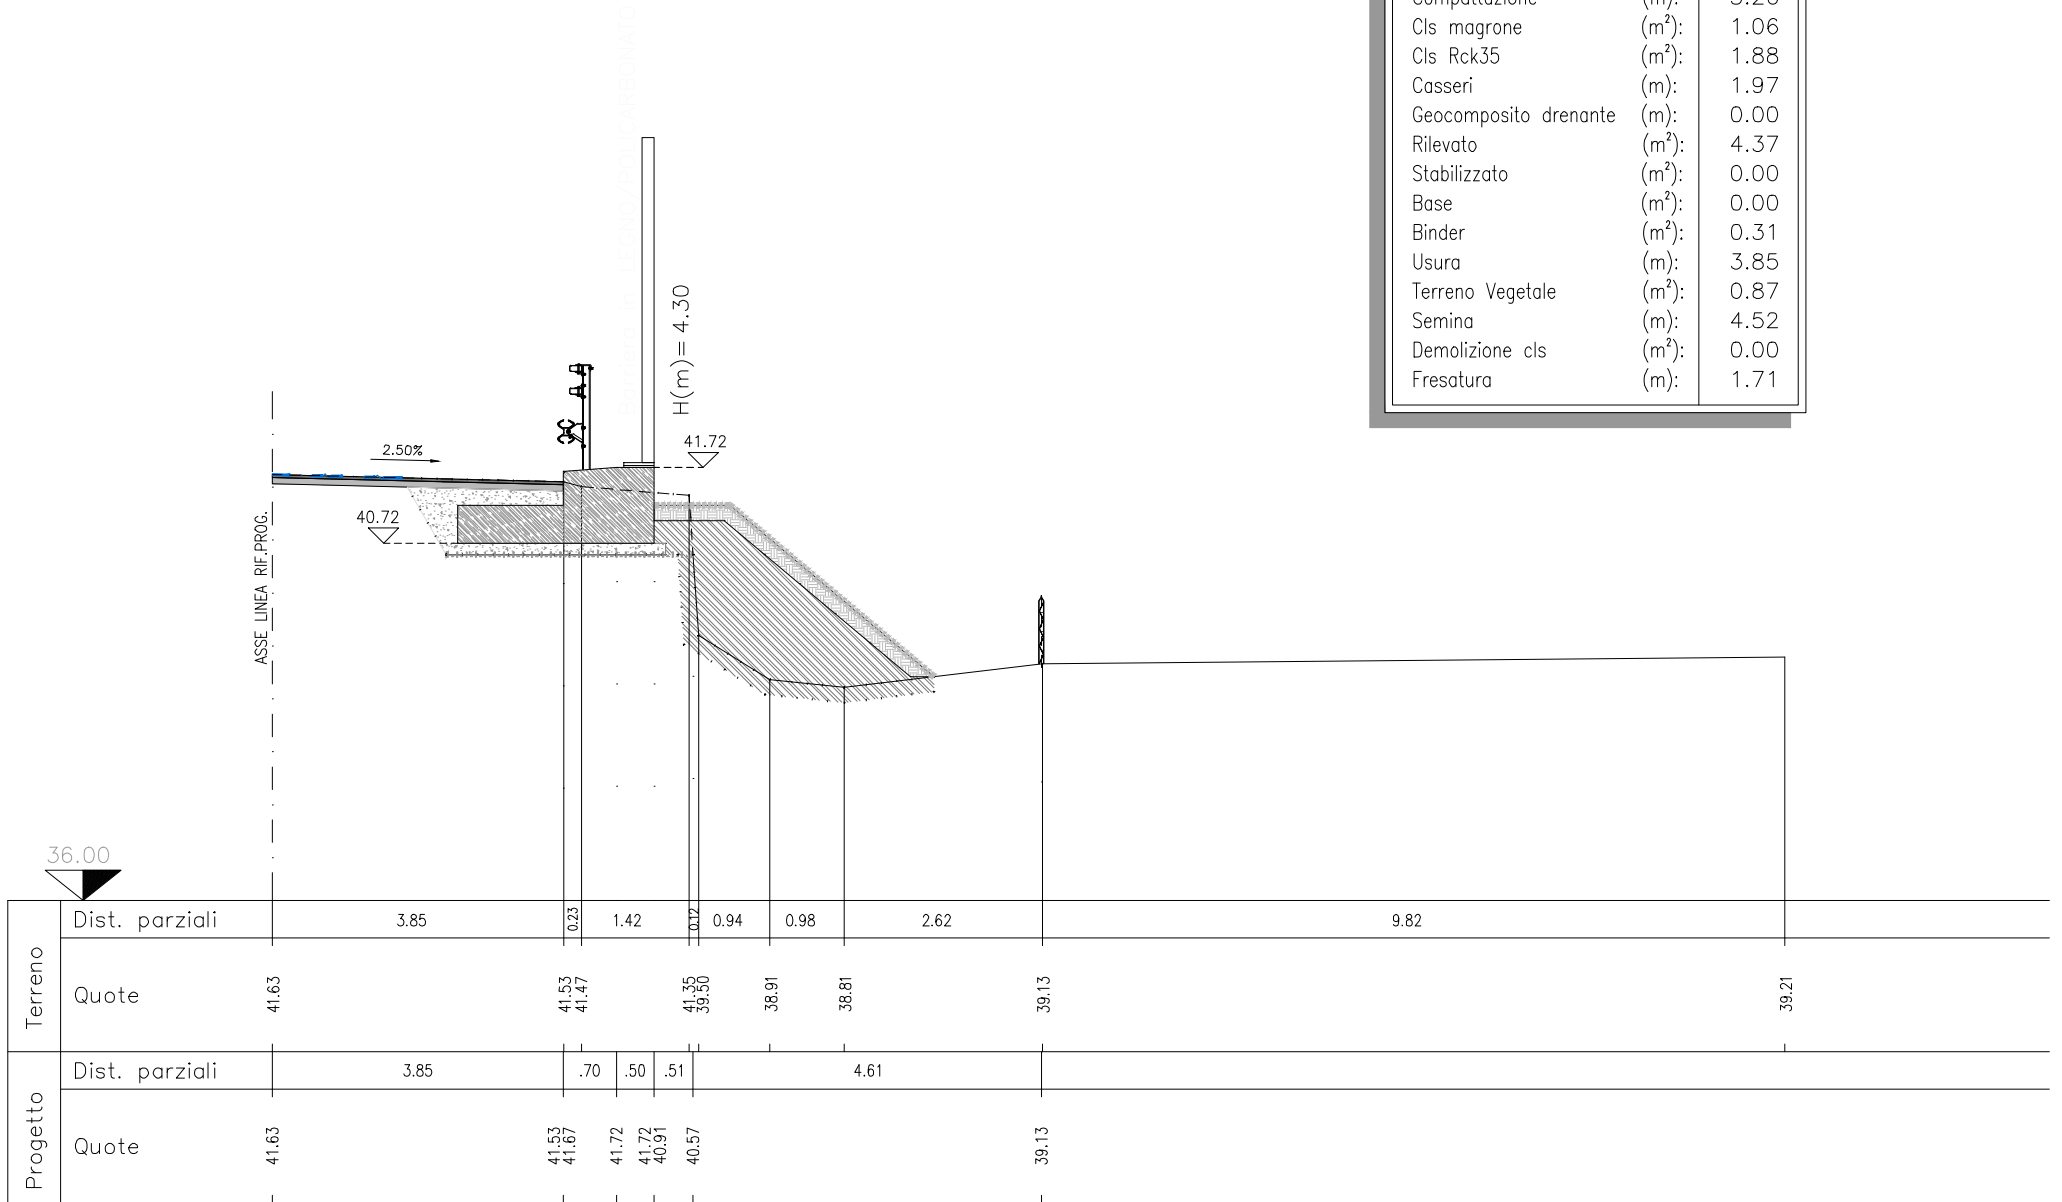 Cls magrone (m²): 1.06
Cls Rck35 (m²): 1.88
Casseri (m): 1.97
Geocomposito drenante (m): 0.00
Rilevato (m²): 4.37
Stabilizzato (m²): 0.00
Base (m²): 0.00
Binder (m²): 0.31
Usura (m): 3.85
Terreno Vegetale (m²): 0.87
Semina (m): 4.52
Demolizione cls (m²): 0.00
Fresatura (m): 1.71
H(m)= 4.30
41.72
2.50%
40.72
ASSE LINEA RIF.PROG.
36.00
Terreno
Dist. parziali 3.85 0.23 1.42 0.12 0.94 0.98 2.62 9.82
Quote 41.63 41.53 41.47 41.35 39.50 38.91 38.81 39.13 39.21
Progetto
Dist. parziali 3.85 .70 .50 .51 4.61
Quote 41.63 41.53 41.67 41.72 41.72 40.91 40.57 39.13